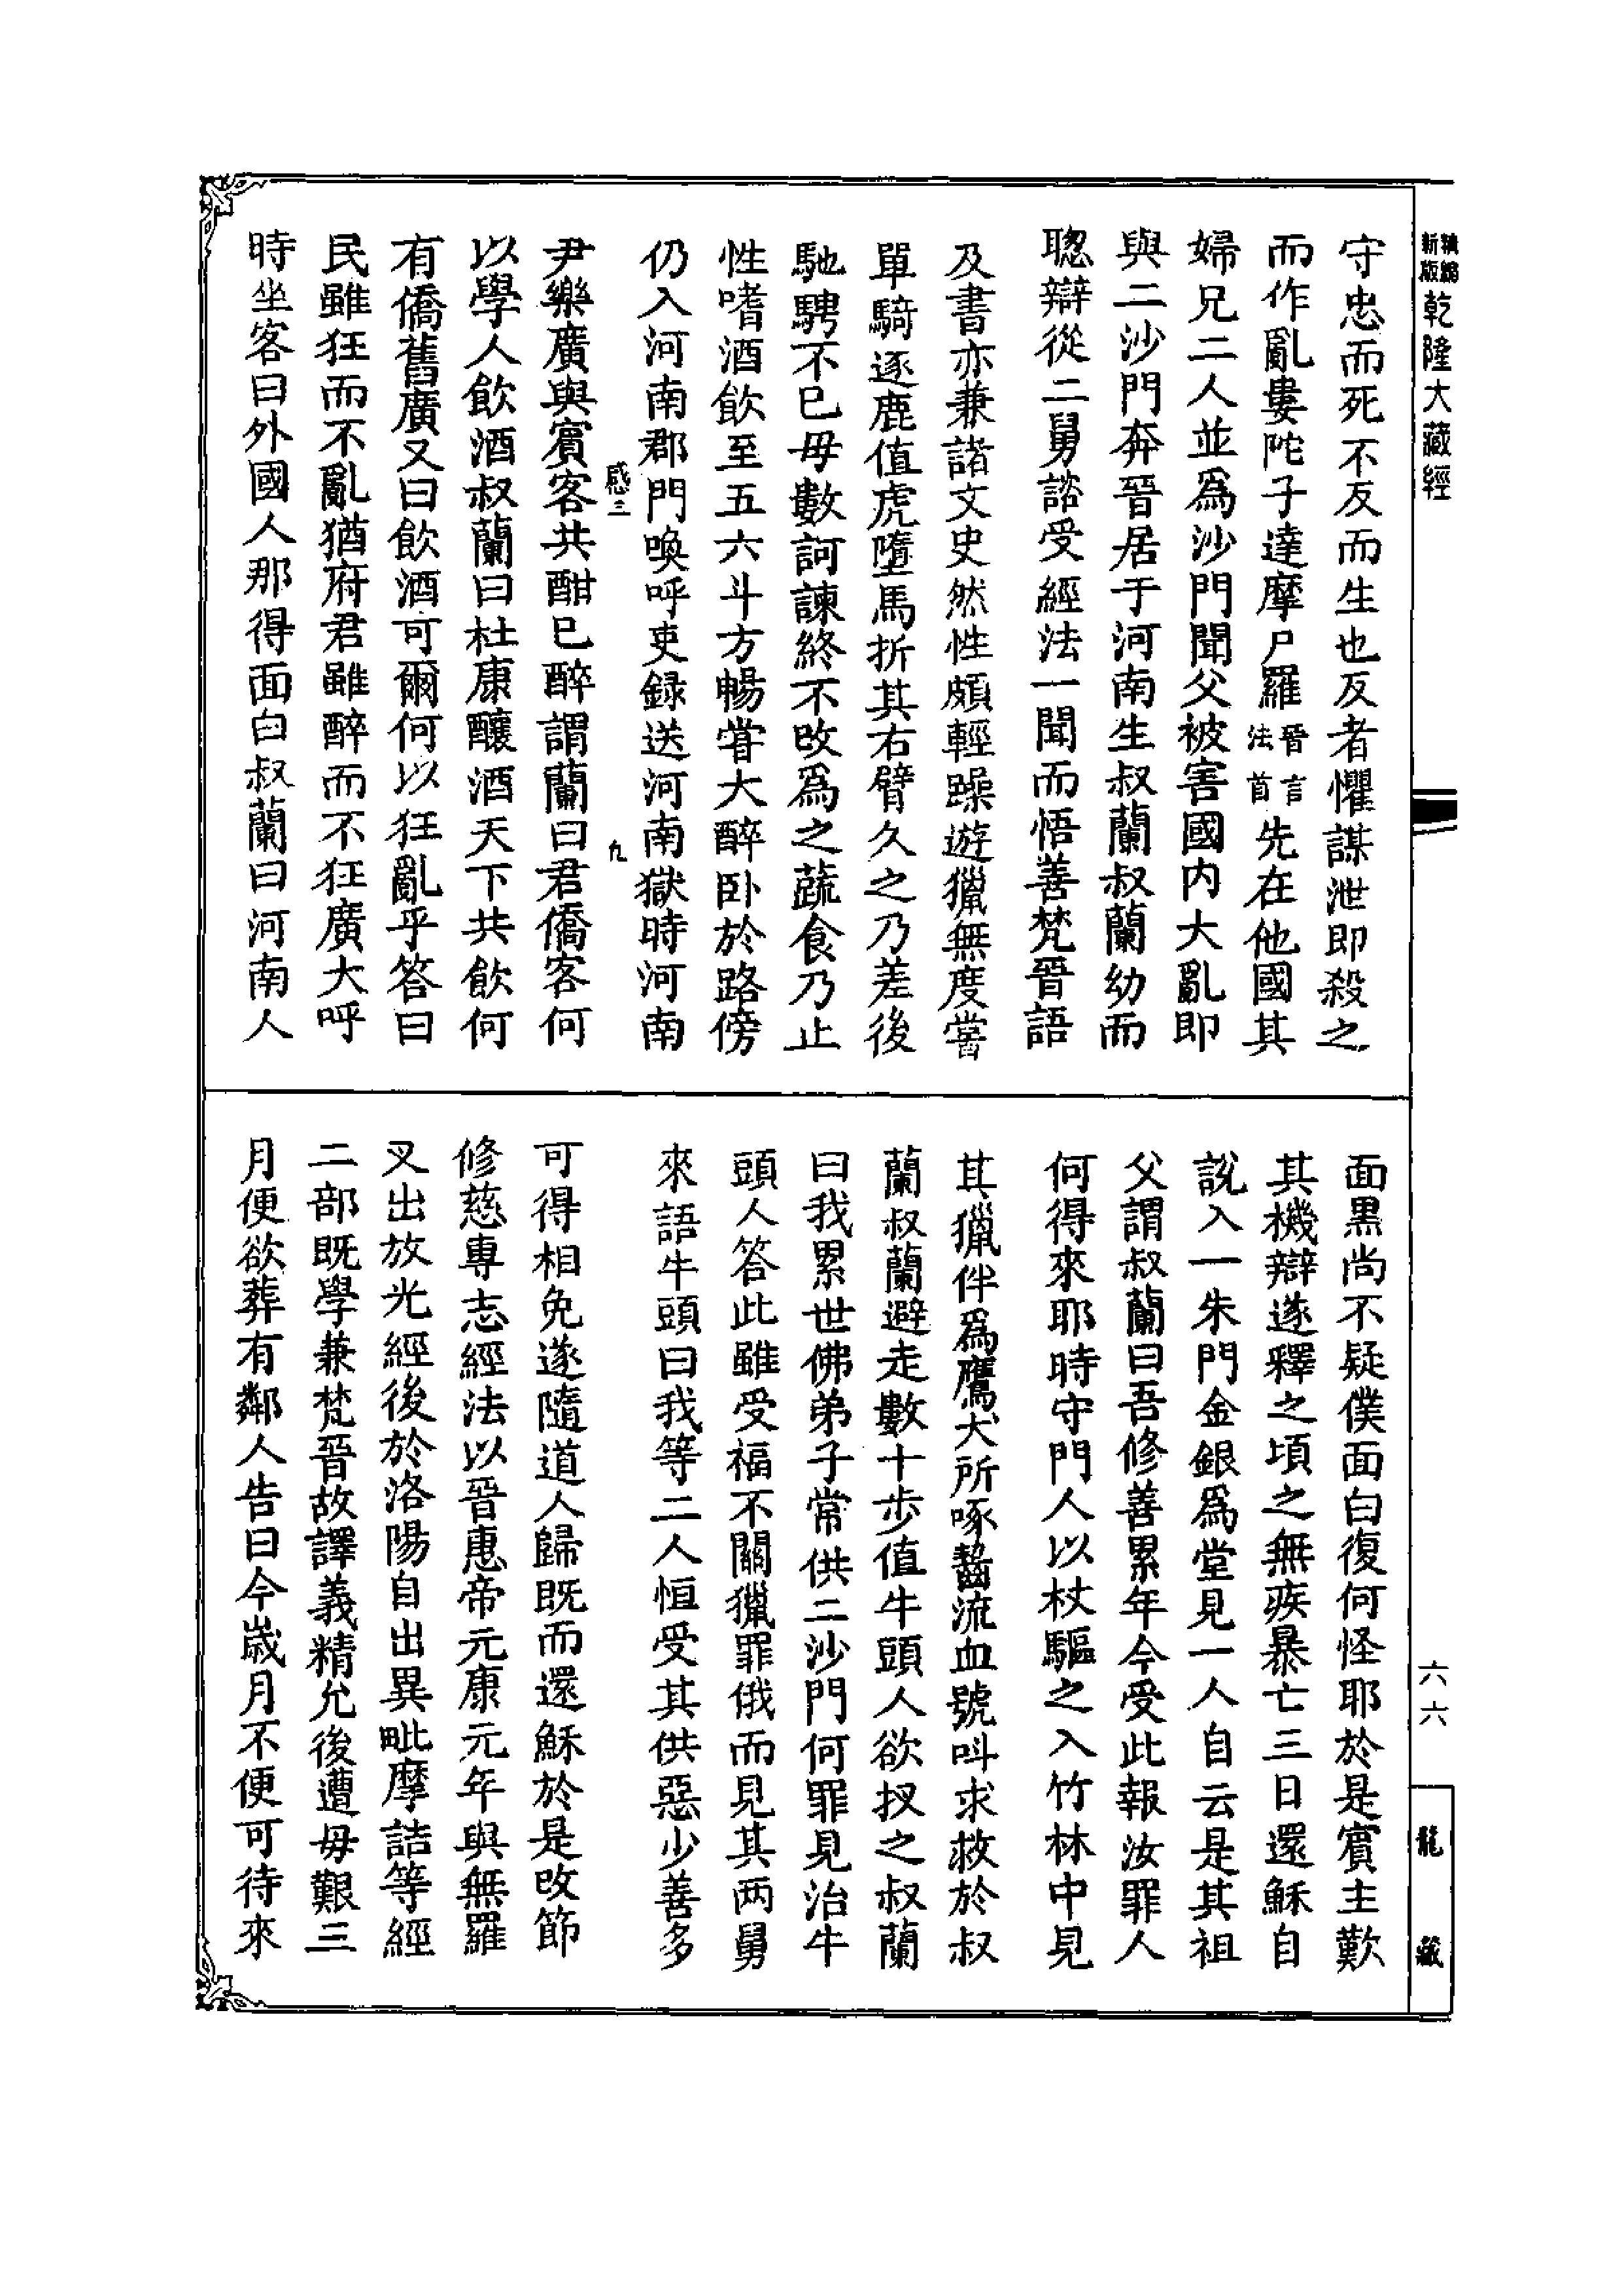 新版
精縮
乾隆大藏經
守忠而死不反而生也反者懼謀泄即殺之
而作亂婁陀子達摩尸羅晉言法首先在他國其
婦兄二人並爲沙門聞父被害國内大亂即
與二沙門奔晉居于河南生叔蘭叔蘭幼而
聦辯從二舅諮受經法一聞而悟善梵晉語
及書亦兼諸文史然性頗輕躁遊獵無度嘗
單騎逐鹿值虎墮馬折其右臂久之乃差後
馳騁不已母數訶諫終不改爲之蔬食乃止
性嗜酒飲至五六斗方暢甞大醉卧於路傍
仍入河南郡門喚呼吏録送河南獄時河南
感三
九
尹樂廣與賓客共酣已醉謂蘭曰君僑客何
以學人飲酒叔蘭曰杜康釀酒天下共飲何
有僑舊廣又曰飲酒可爾何以狂亂乎答曰
民雖狂而不亂猶府君雖醉而不狂廣大呼
時坐客曰外國人那得面白叔蘭曰河南人
面黒尚不疑僕面白復何怪耶於是賓主歎
其機辯遂釋之頃之無疾暴亡三日還穌自
說入一朱門金銀爲堂見一人自云是其祖
父謂叔蘭曰吾修善累年今受此報汝罪人
何得來耶時守門人以杖驅之入竹林中見
其獵伴爲鷹犬所啄齧流血號叫求救於叔
蘭叔蘭避走數十步值牛頭人欲扠之叔蘭
曰我累世佛弟子常供二沙門何罪見治牛
頭人答此雖受福不關獵罪俄而見其两舅
來語牛頭曰我等二人恒受其供惡少善多
可得相免遂隨道人歸既而還穌於是改節
修慈專志經法以晉惠帝元康元年與無羅
叉出放光經後於洛陽自出異毗摩詰等經
二部既學兼梵晉故譯義精允後遭母艱三
月便欲葬有鄰人告曰今歲月不便可待來
六六
龍藏